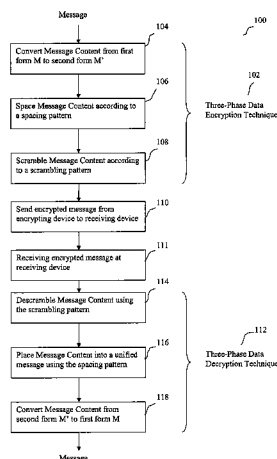 Message
104
100
Convert Message Content from first
form M to second form M'
106
102
Space Message Content according to
a spacing pattern
Three-Phase Data
Encryption Technique
108
Scramble Message Content according
to a scrambling pattern
110
Send encrypted message from
encrypting device to receiving device
111
Receiving encrypted message at
receiving device
114
Descramble Message Content using
the scrambling pattern
112
116
Place Message Content into a unified
message using the spacing pattern
Three-Phase Data
Decryption Technique
118
Convert Message Content from
second form M' to first form M
Message